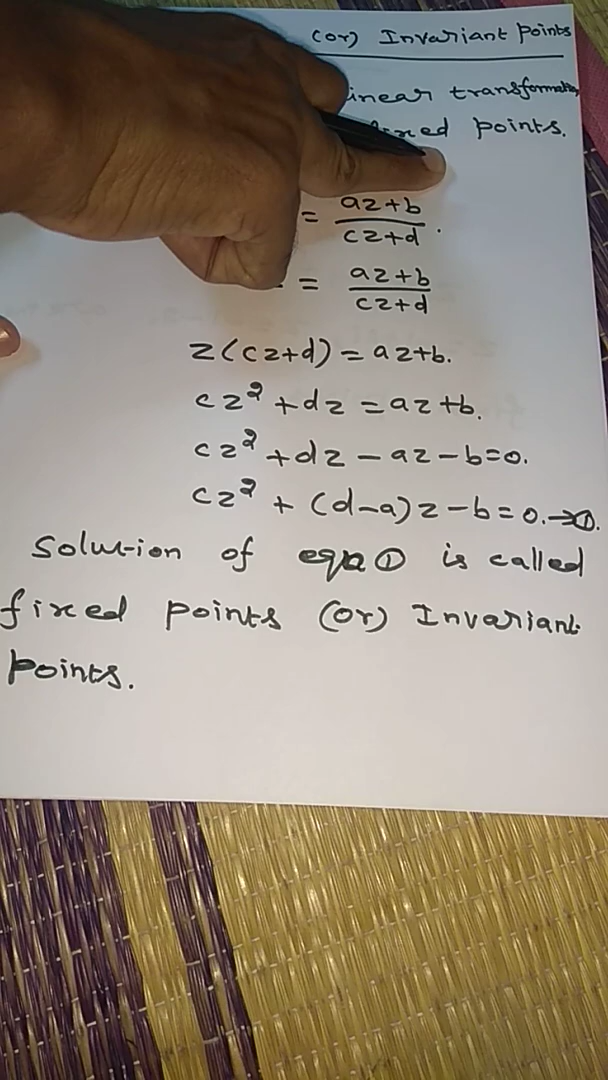 (or) Invariant points
inear transformation
fixed points.
= az+b/cz+d.
= az+b/cz+d
z(cz+d) = az+b.
cz² + dz = az+b.
cz² + dz - az - b = 0.
cz² + (d-a)z - b = 0. → ①.
Solution of eqn ① is called
fixed points (or) Invariant
points.